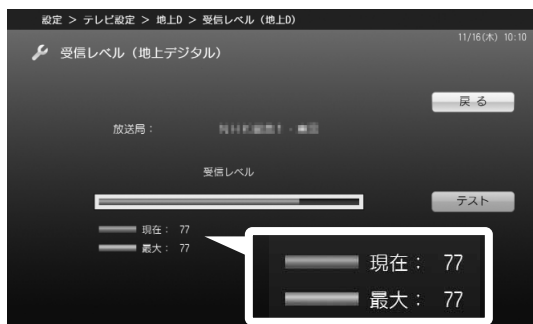 設定 > テレビ設定 > 地上D > 受信レベル（地上D）
11/16(木) 10:10
受信レベル（地上デジタル）
戻る
放送局：
受信レベル
テスト
現在： 77
最大： 77
現在： 77
最大： 77